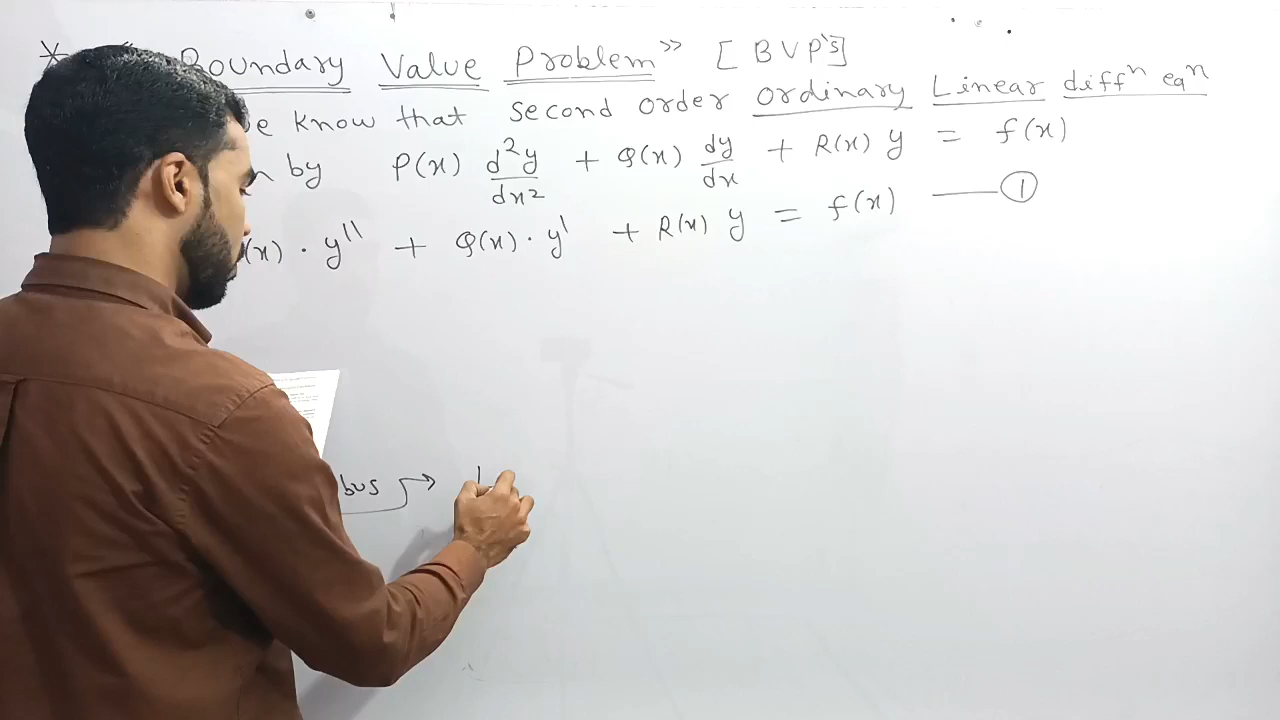 * " Boundary Value Problem " [ BVP's ]
know that second order ordinary Linear diffⁿ eqⁿ
by P(x) d²y/dx² + Q(x) dy/dx + R(x) y = f(x)
(x) · y'' + Q(x) · y' + R(x) y = f(x) —— ①
bus →